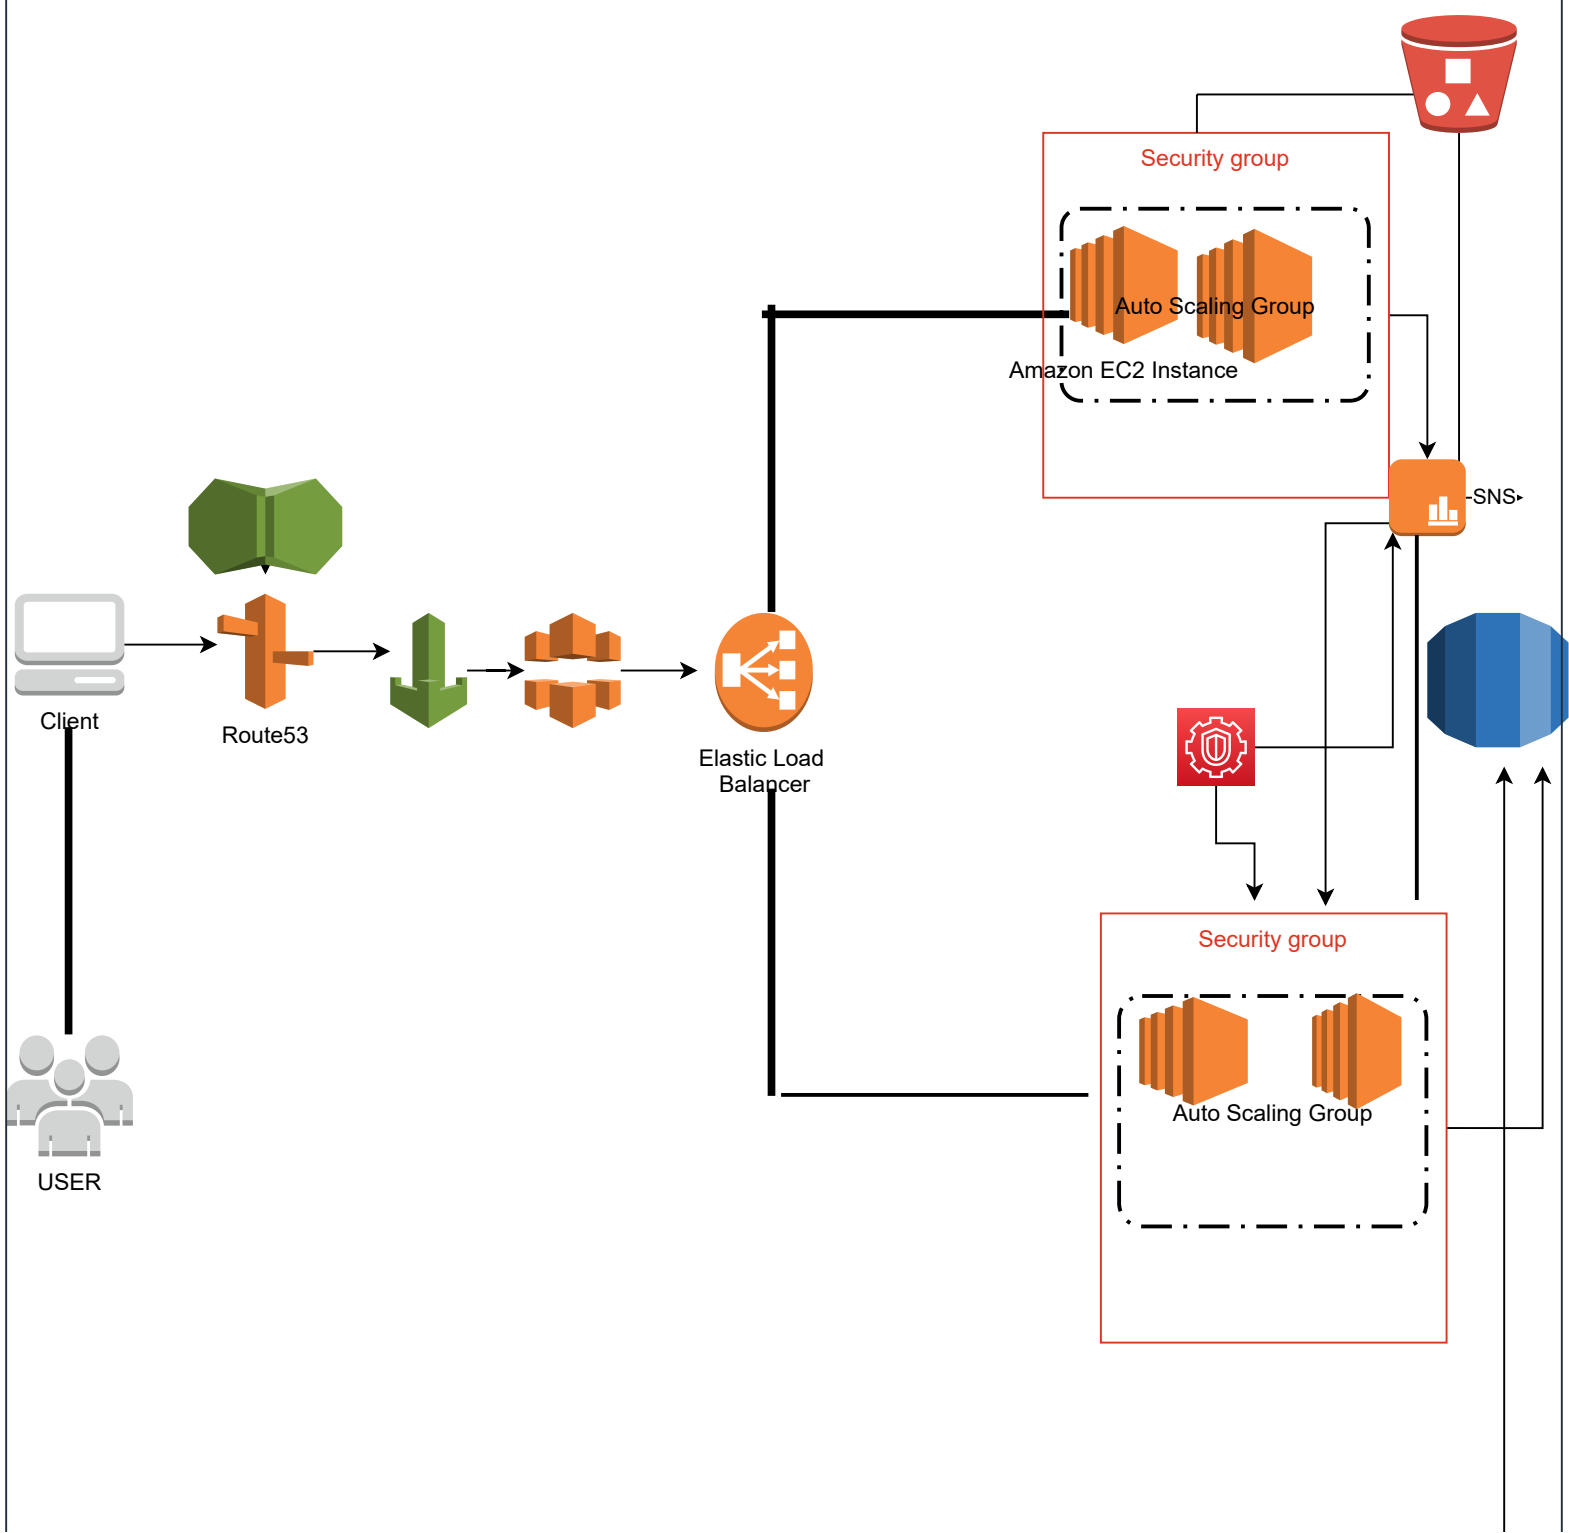 Security group
Auto Scaling Group
Amazon EC2 Instance
SNS
Client
Route53
Elastic Load
Balancer
Security group
Auto Scaling Group
USER